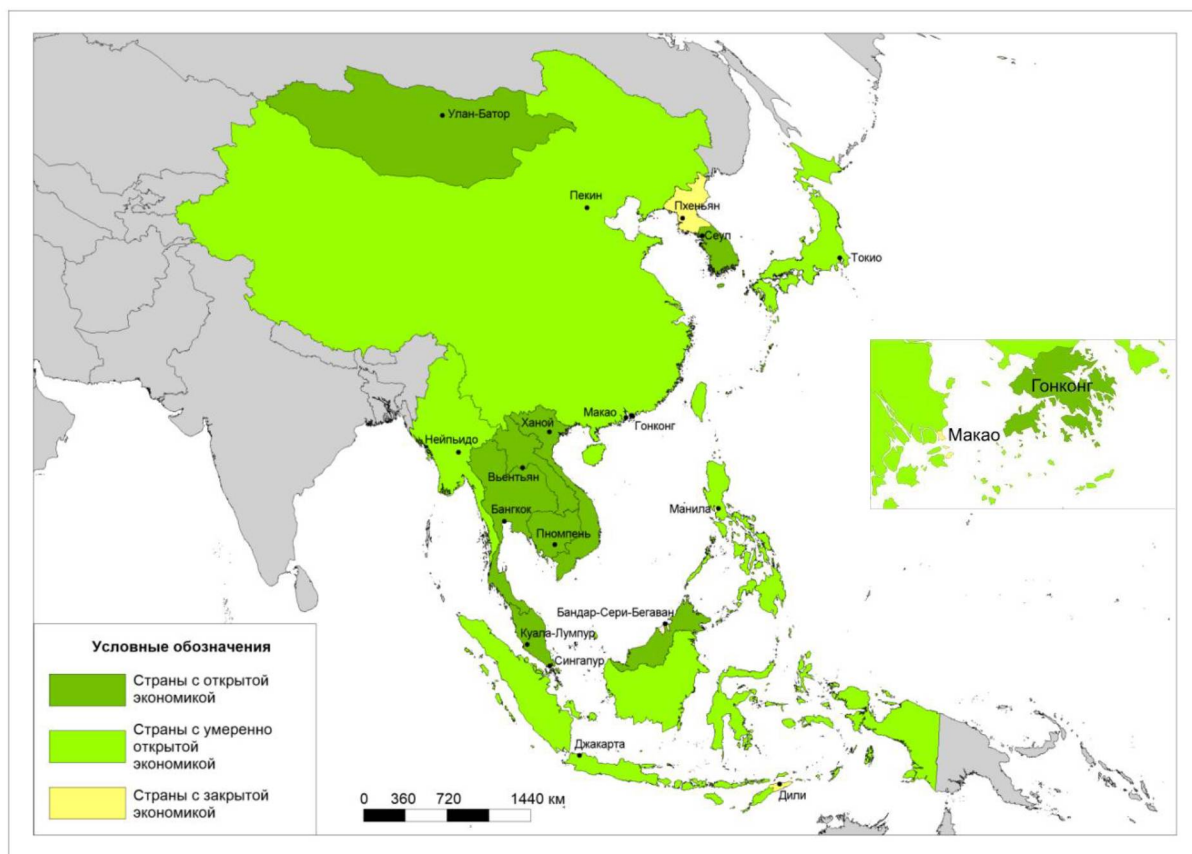 Улан-Батор
Пекин
Пхеньян
Сеул
Токио
Гонконг
Макао
Макао
Гонконг
Ханой
Нейпьидо
Вьентьян
Бангкок
Манила
Пномпень
Бандар-Сери-Бегаван
Куала-Лумпур
Сингапур
Джакарта
Дили
Условные обозначения
Страны с открытой
экономикой
Страны с умеренно
открытой
экономикой
Страны с закрытой
экономикой
0 360 720 1440 км